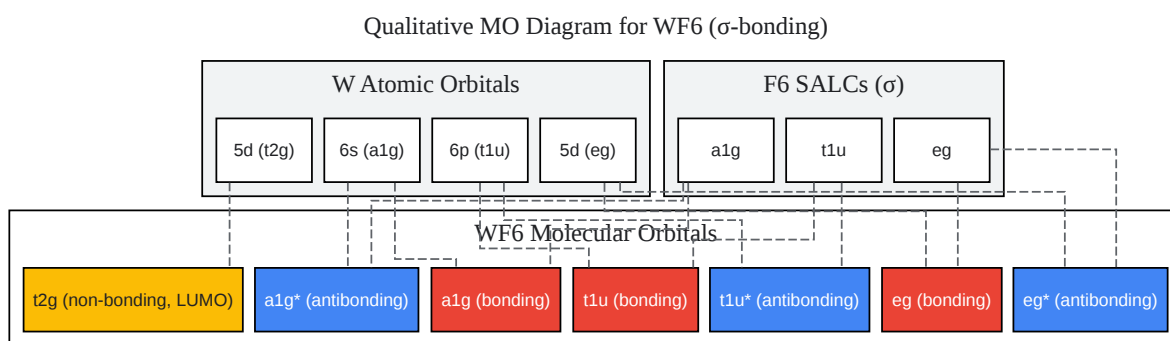 Qualitative MO Diagram for WF6 (σ-bonding)
W Atomic Orbitals
F6 SALCs (σ)
5d (t2g)
6s (a1g)
6p (t1u)
5d (eg)
a1g
t1u
eg
WF6 Molecular Orbitals
t2g (non-bonding, LUMO)
a1g* (antibonding)
a1g (bonding)
t1u (bonding)
t1u* (antibonding)
eg (bonding)
eg* (antibonding)